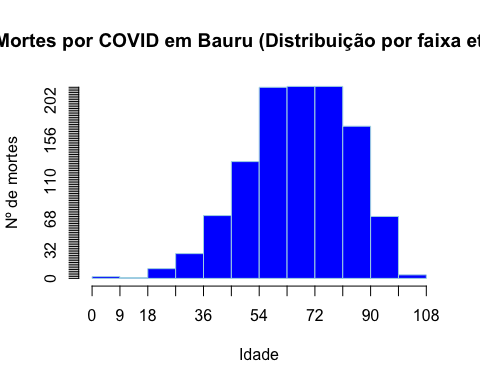 Mortes por COVID em Bauru (Distribuição por faixa et
Nº de mortes
202
156
110
68
32
0
0 9 18 36 54 72 90 108
Idade